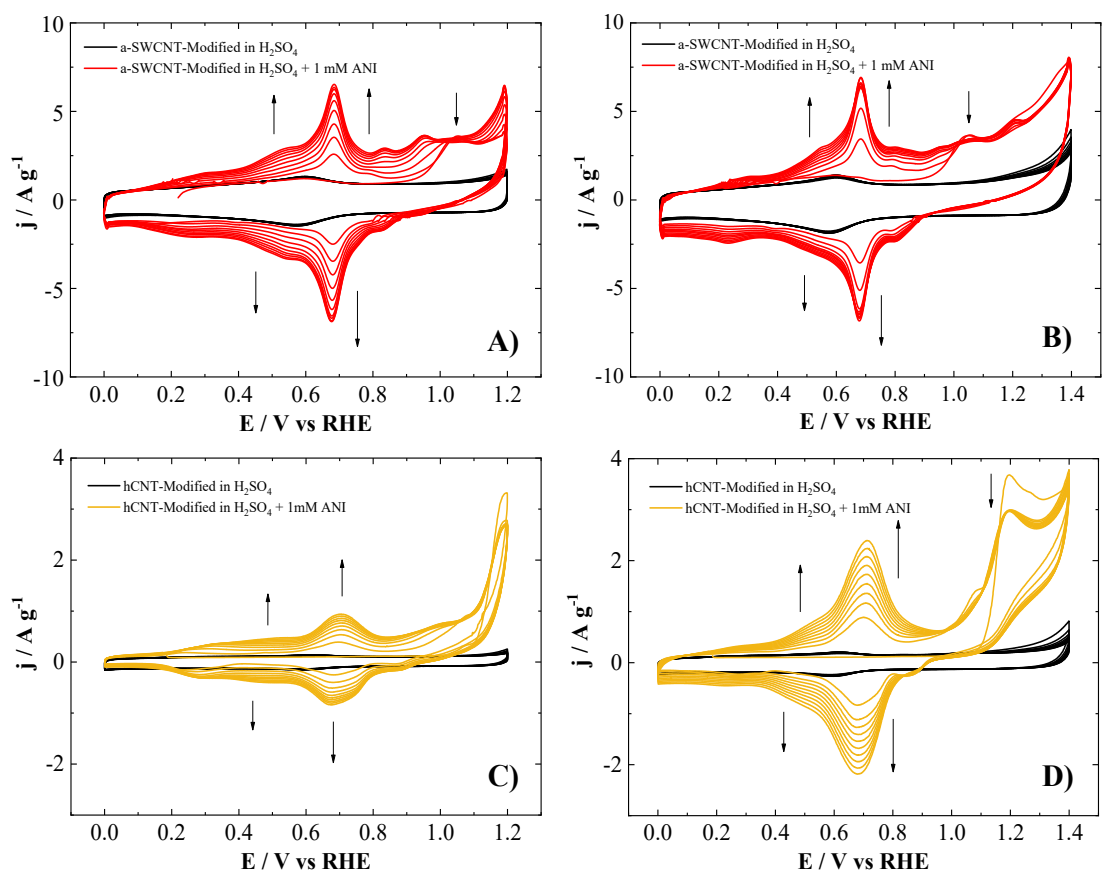 a-SWCNT-Modified in H₂SO₄
a-SWCNT-Modified in H₂SO₄ + 1 mM ANI
10
5
0
-5
-10
j / A g⁻¹
0.0 0.2 0.4 0.6 0.8 1.0 1.2
E / V vs RHE
A)
a-SWCNT-Modified in H₂SO₄
a-SWCNT-Modified in H₂SO₄ + 1 mM ANI
10
5
0
-5
-10
j / A g⁻¹
0.0 0.2 0.4 0.6 0.8 1.0 1.2 1.4
E / V vs RHE
B)
hCNT-Modified in H₂SO₄
hCNT-Modified in H₂SO₄ + 1mM ANI
4
2
0
-2
j / A g⁻¹
0.0 0.2 0.4 0.6 0.8 1.0 1.2
E / V vs RHE
C)
hCNT-Modified in H₂SO₄
hCNT-Modified in H₂SO₄ + 1mM ANI
4
2
0
-2
j / A g⁻¹
0.0 0.2 0.4 0.6 0.8 1.0 1.2 1.4
E / V vs RHE
D)